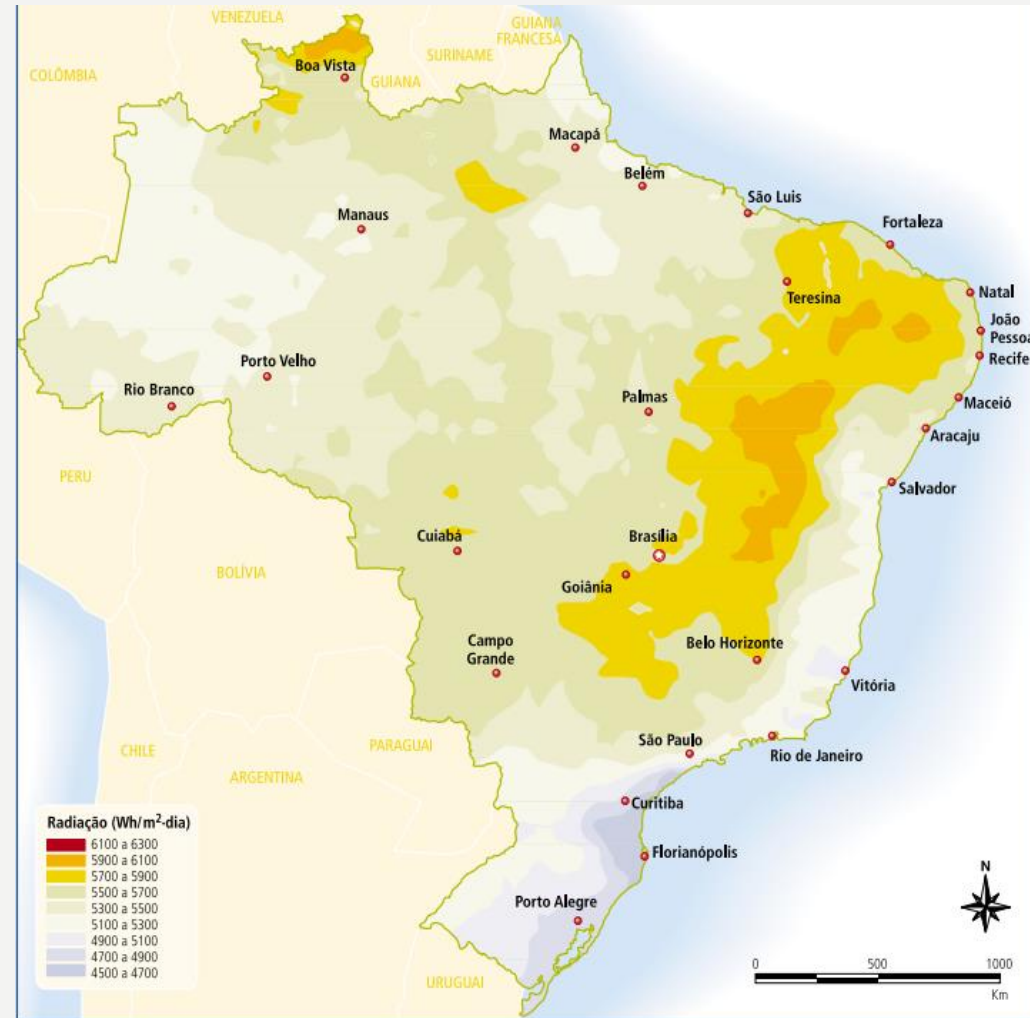 VENEZUELA
GUIANA
FRANCESA
SURINAME
COLÔMBIA
Boa Vista
GUIANA
Macapá
Belém
São Luis
Manaus
Fortaleza
Teresina
Natal
João
Pessoa
Porto Velho
Recife
Rio Branco
Palmas
Maceió
Aracaju
PERU
Salvador
Cuiabá
Brasília
BOLÍVIA
Goiânia
Campo
Grande
Belo Horizonte
Vitória
São Paulo
CHILE
PARAGUAI
Rio de Janeiro
ARGENTINA
Curitiba
Radiação (Wh/m²-dia)
6100 a 6300
5900 a 6100
5700 a 5900
5500 a 5700
5300 a 5500
5100 a 5300
4900 a 5100
4700 a 4900
4500 a 4700
Florianópolis
Porto Alegre
N
URUGUAI
0 500 1000
Km